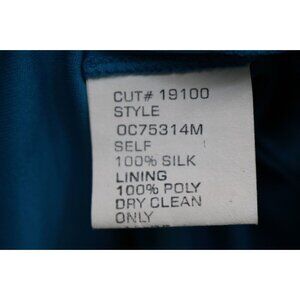 CUT# 19100
STYLE
OC75314M
SELF
100% SILK
LINING
100% POLY
DRY CLEAN
ONLY